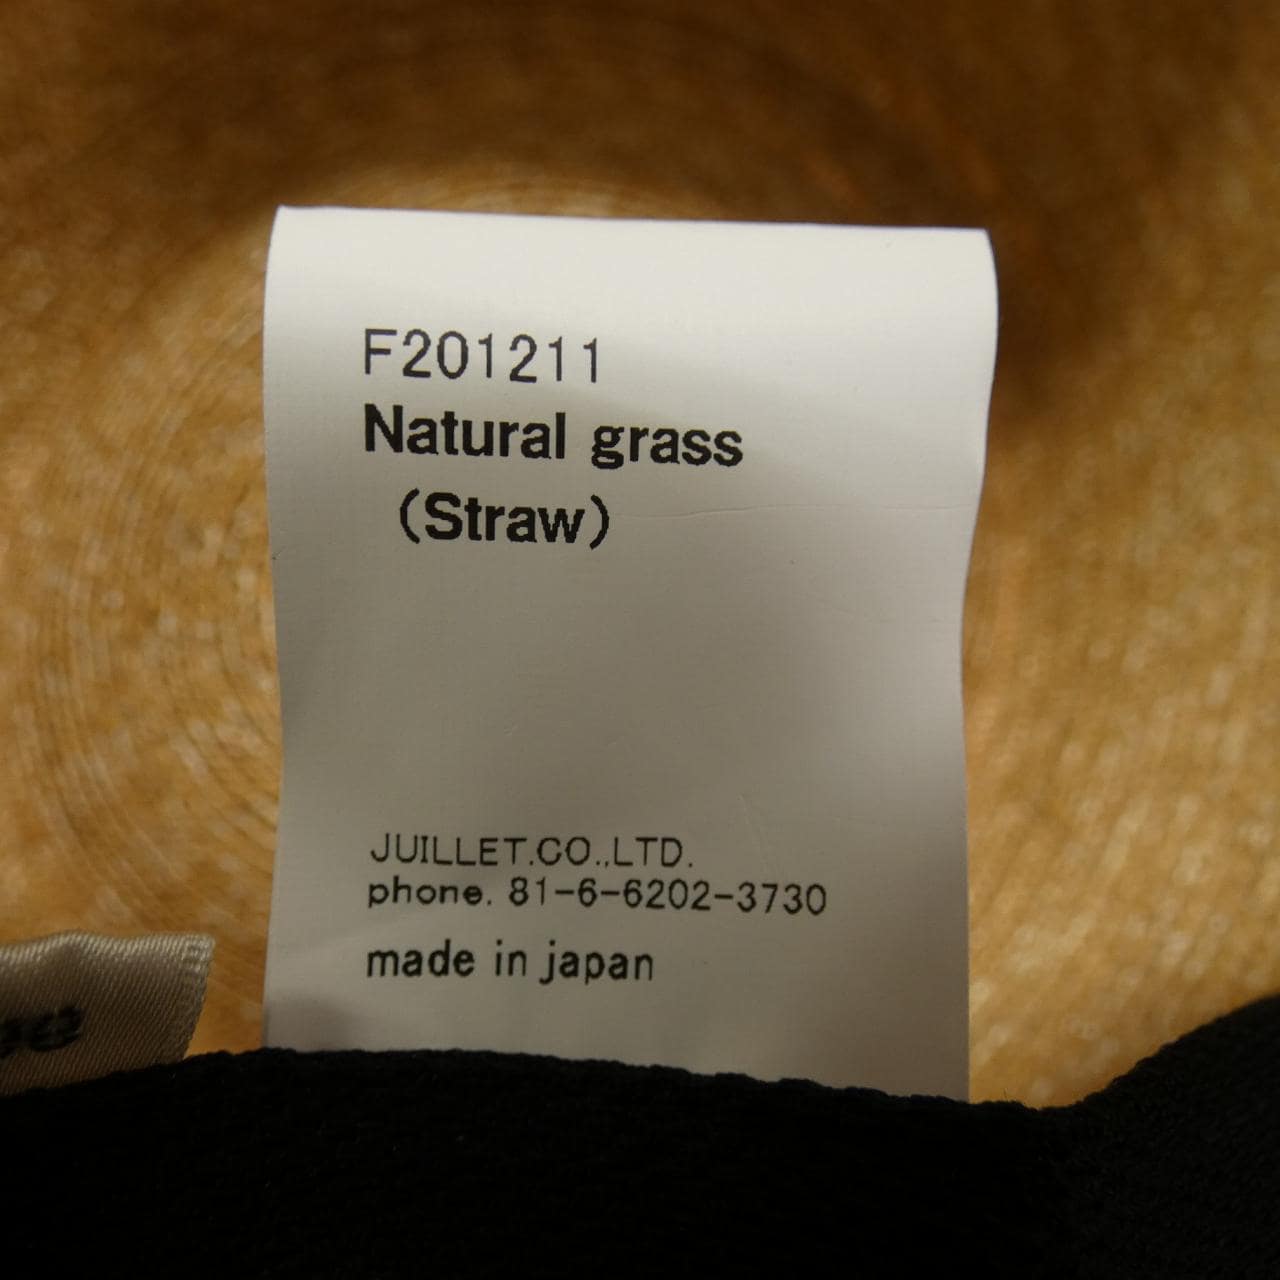 F201211
Natural grass
(Straw)
JUILLET.CO.,LTD.
phone. 81-6-6202-3730
made in japan